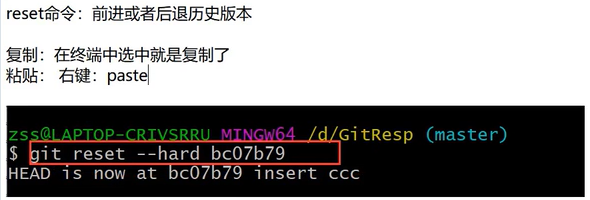 reset命令：前进或者后退历史版本
复制：在终端中选中就是复制了
粘贴： 右键：paste
zss@LAPTOP-CRIVSRRU MINGW64 /d/GitResp (master)
$ git reset --hard bc07b79
HEAD is now at bc07b79 insert ccc